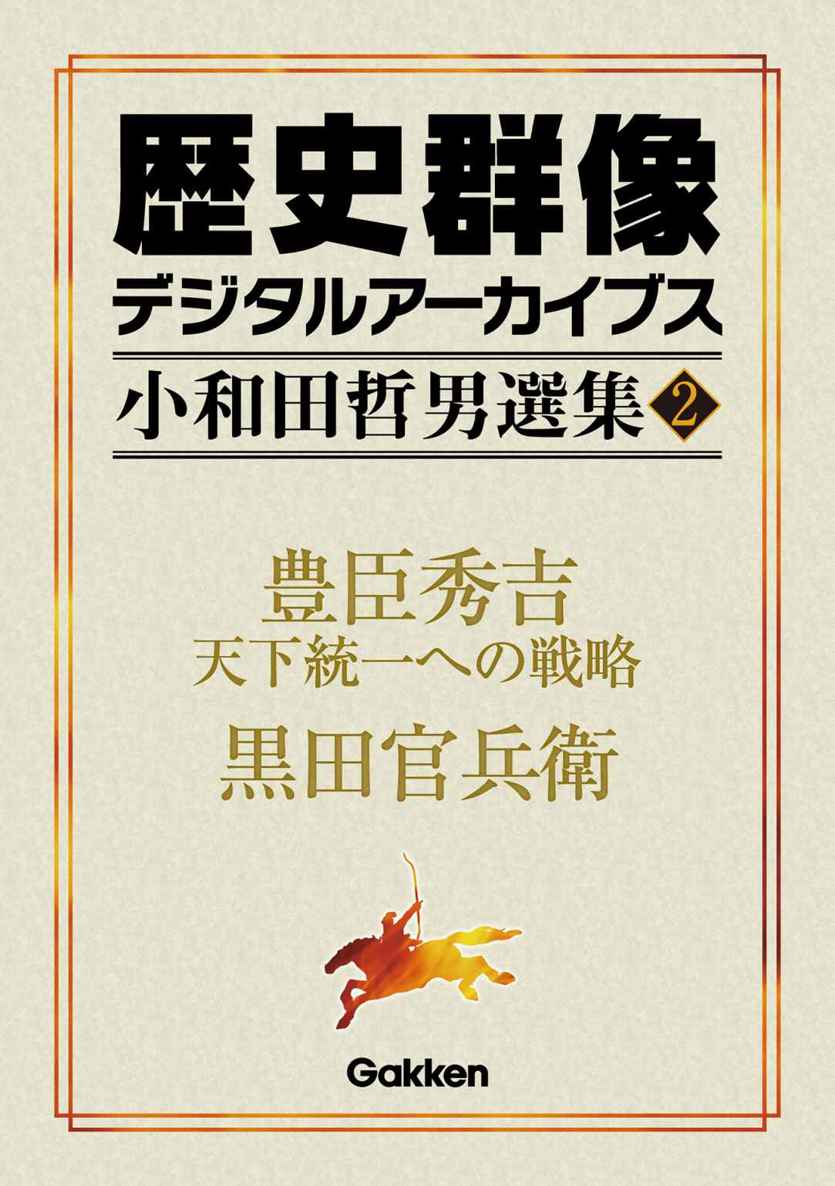 歴史群像
デジタルアーカイブス
小和田哲男選集2
豊臣秀吉
天下統一への戦略
黒田官兵衛
Gakken